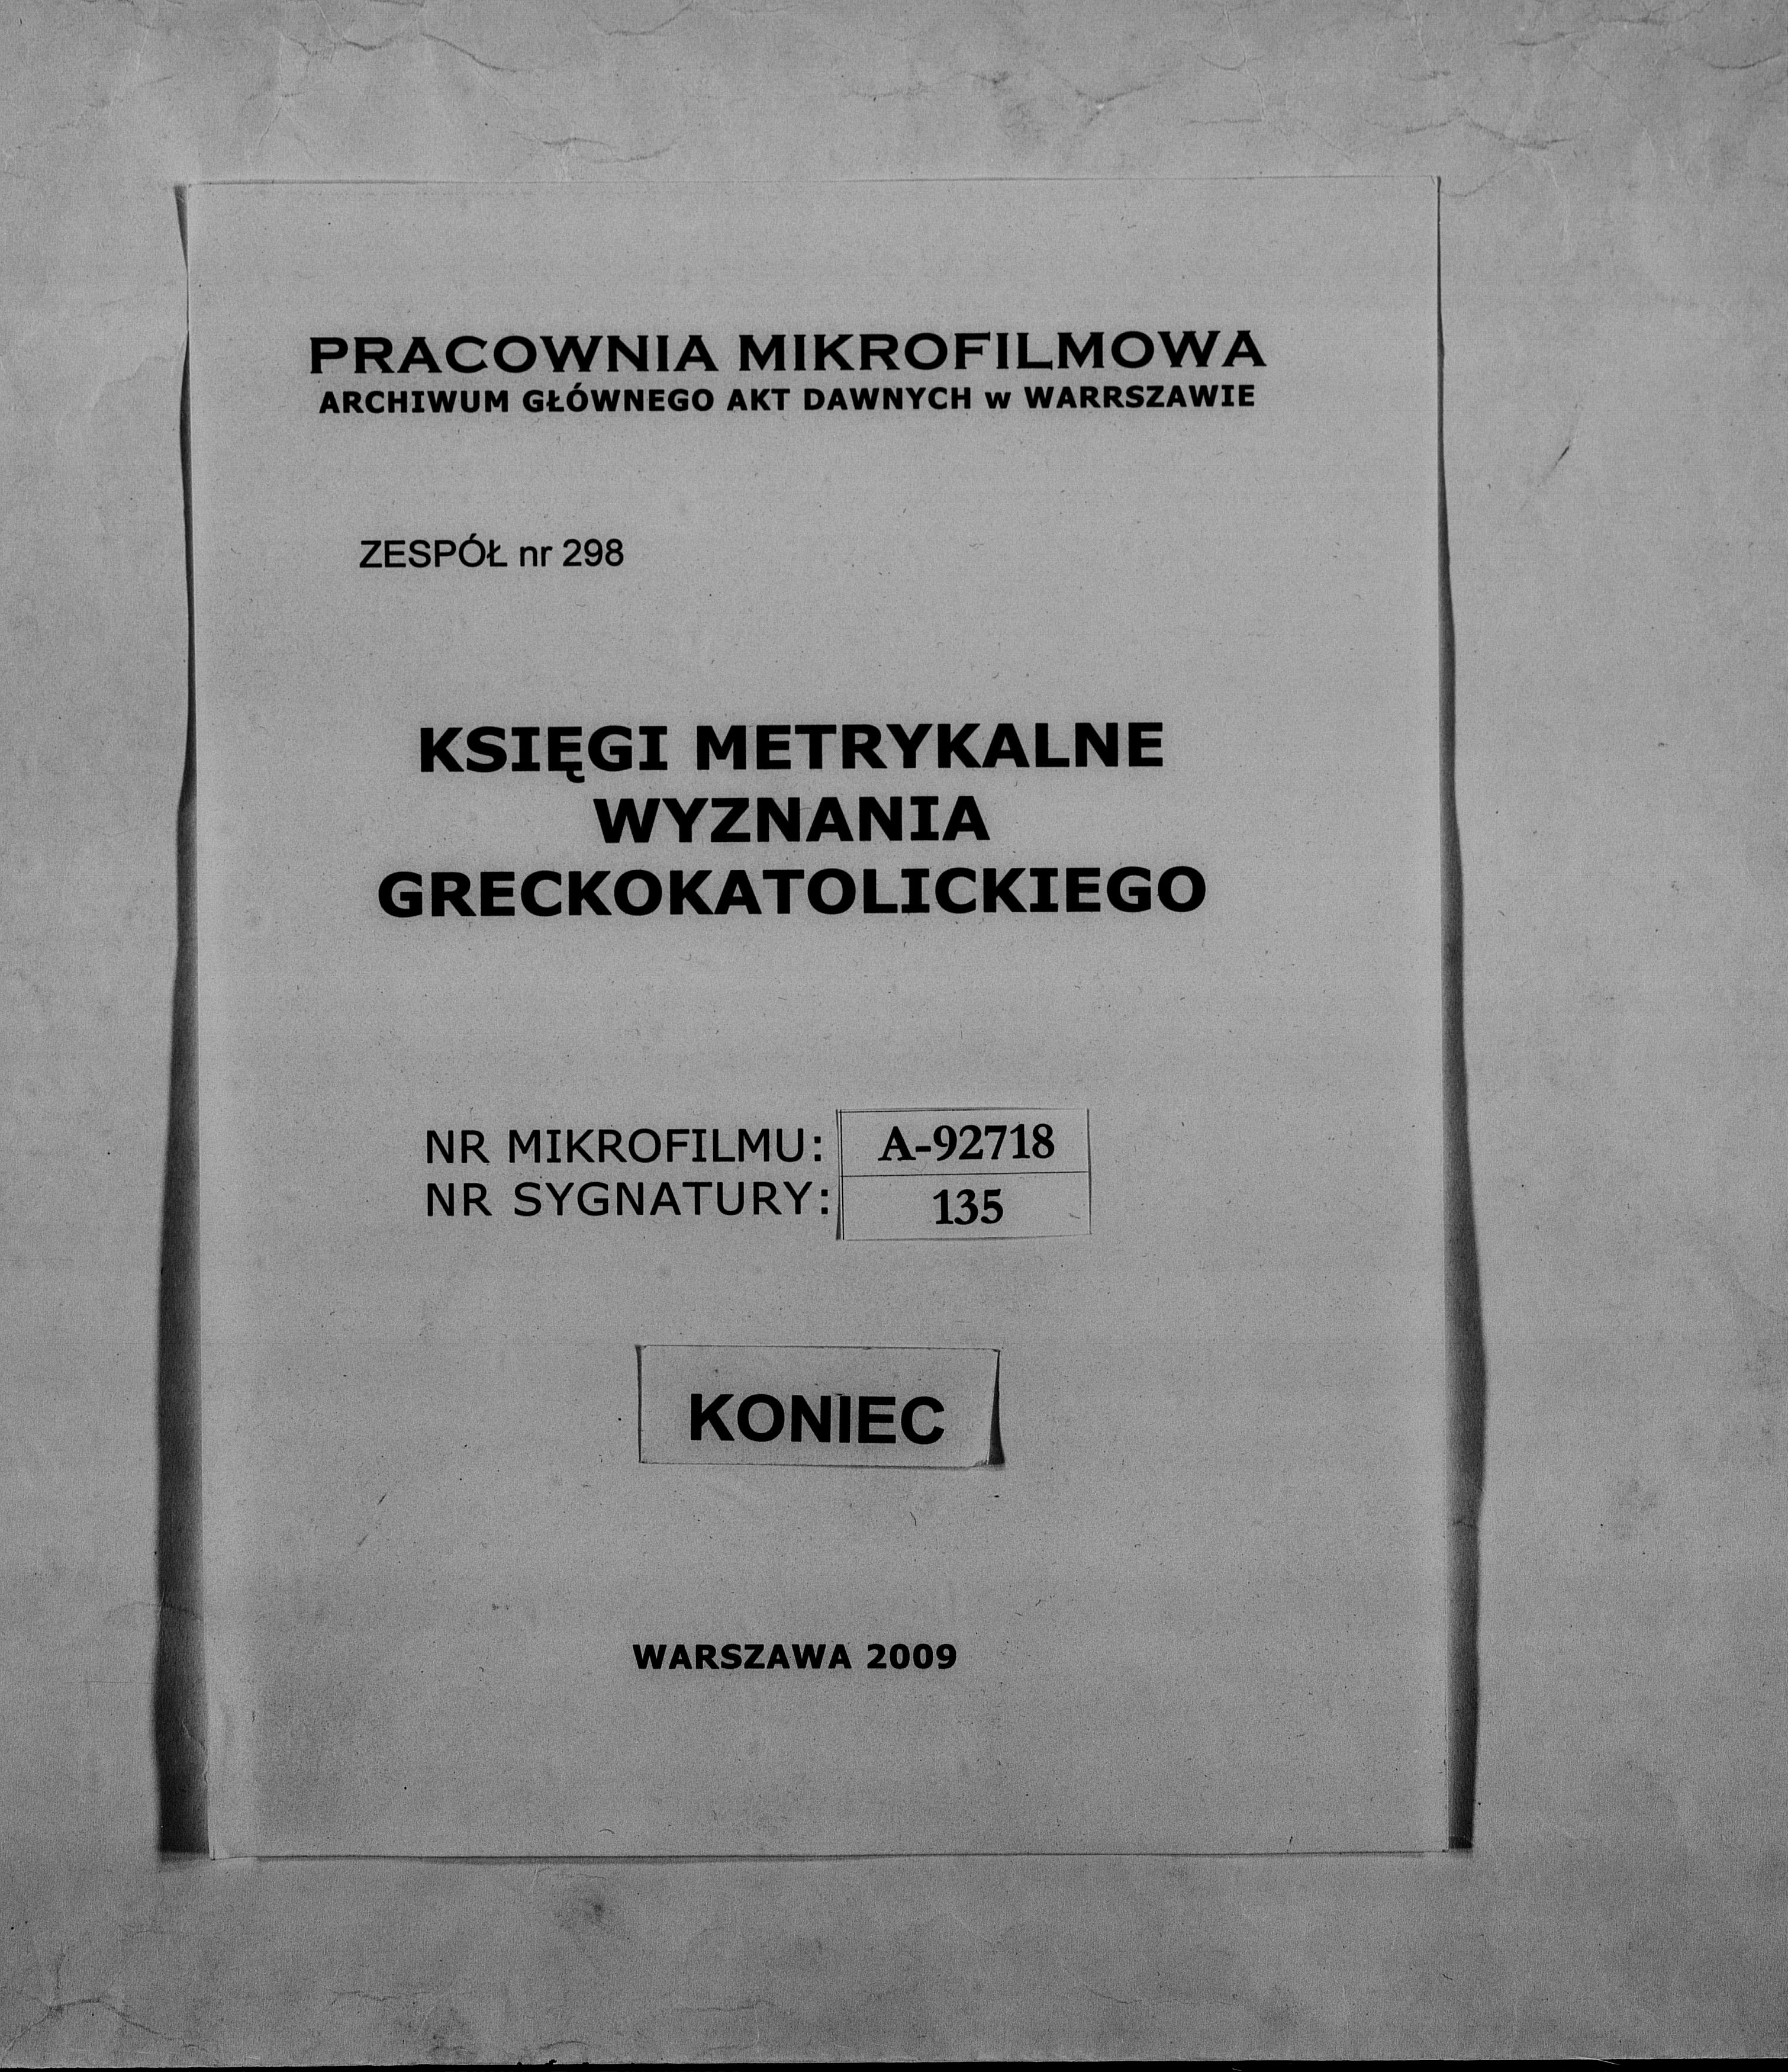 PRACOWNIA MIKROFILMOWA
ARCHIWUM GŁÓWNEGO AKT DAWNYCH w WARRSZAWIE
ZESPÓŁ nr 298
KSIĘGI METRYKALNE
WYZNANIA
GRECKOKATOLICKIEGO
NR MIKROFILMU: A-92718
NR SYGNATURY: 135
KONIEC
WARSZAWA 2009